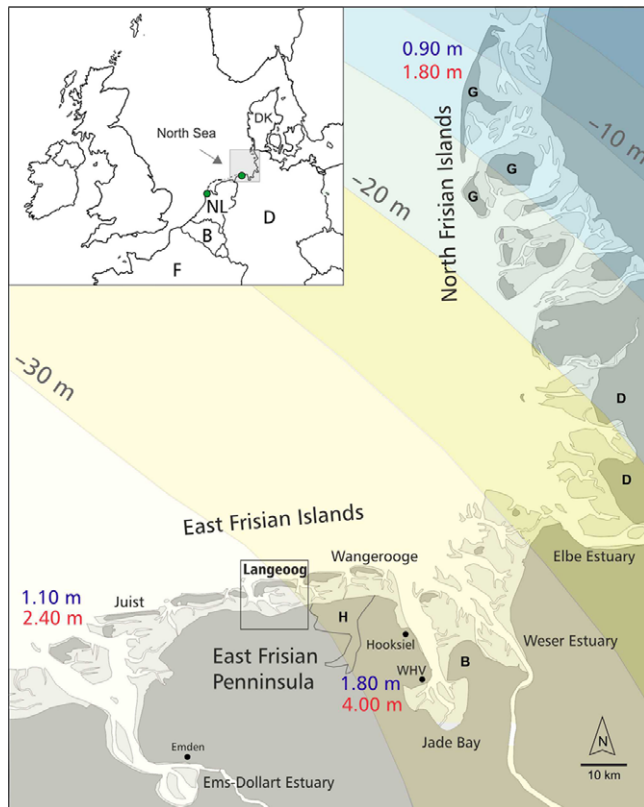 DK
North Sea
NL
B
D
F
0.90 m
1.80 m
G
G
G
North Frisian Islands
–10 m
–20 m
–30 m
D
D
East Frisian Islands
Langeoog
Wangerooge
Elbe Estuary
1.10 m
2.40 m
Juist
H
Hooksiel
Weser Estuary
East Frisian
Penninsula
WHV
B
1.80 m
4.00 m
Jade Bay
Emden
Ems-Dollart Estuary
N
10 km